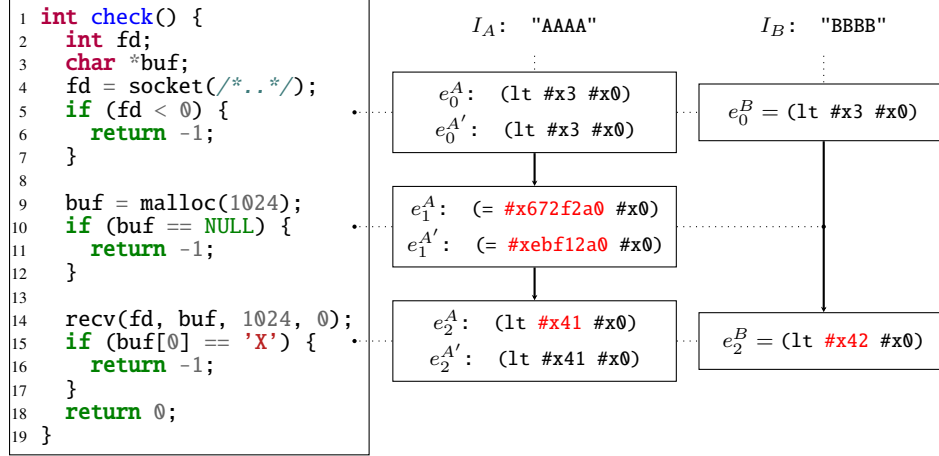 1 int check() {
2 int fd;
3 char *buf;
4 fd = socket(/*..*/);
5 if (fd < 0) {
6 return -1;
7 }
8
9 buf = malloc(1024);
10 if (buf == NULL) {
11 return -1;
12 }
13
14 recv(fd, buf, 1024, 0);
15 if (buf[0] == 'X') {
16 return -1;
17 }
18 return 0;
19 }
I_A: "AAAA"
e_0^A: (lt #x3 #x0)
e_0^{A'}: (lt #x3 #x0)
e_1^A: (= #x672f2a0 #x0)
e_1^{A'}: (= #xebf12a0 #x0)
e_2^A: (lt #x41 #x0)
e_2^{A'}: (lt #x41 #x0)
I_B: "BBBB"
e_0^B = (lt #x3 #x0)
e_2^B = (lt #x42 #x0)